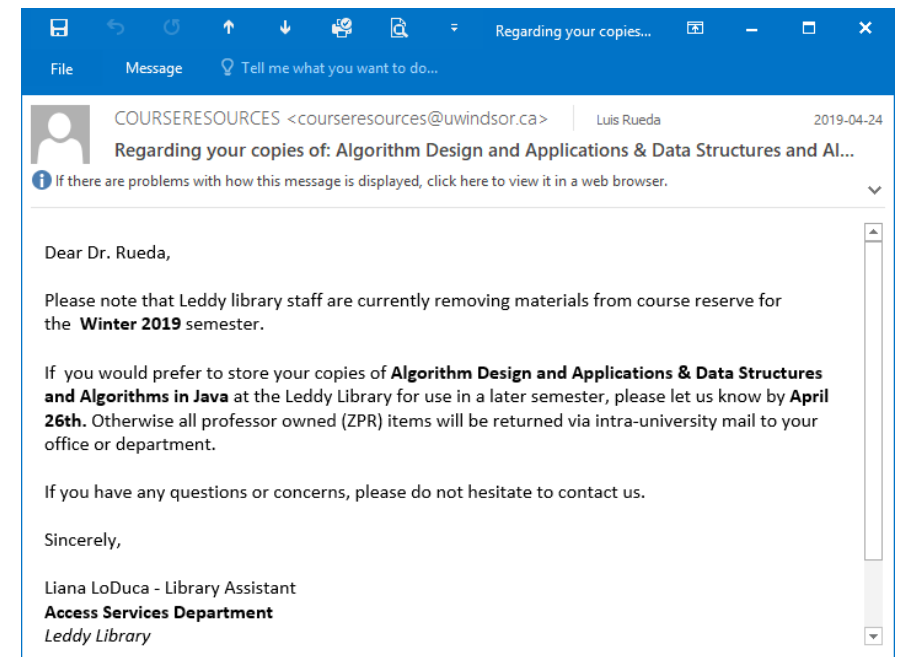 Regarding your copies...
File Message Tell me what you want to do...
COURSERESOURCES <courseresources@uwindsor.ca> Luis Rueda 2019-04-24
Regarding your copies of: Algorithm Design and Applications & Data Structures and Al...
If there are problems with how this message is displayed, click here to view it in a web browser.
Dear Dr. Rueda,
Please note that Leddy library staff are currently removing materials from course reserve for
the Winter 2019 semester.
If you would prefer to store your copies of Algorithm Design and Applications & Data Structures
and Algorithms in Java at the Leddy Library for use in a later semester, please let us know by April
26th. Otherwise all professor owned (ZPR) items will be returned via intra-university mail to your
office or department.
If you have any questions or concerns, please do not hesitate to contact us.
Sincerely,
Liana LoDuca - Library Assistant
Access Services Department
Leddy Library